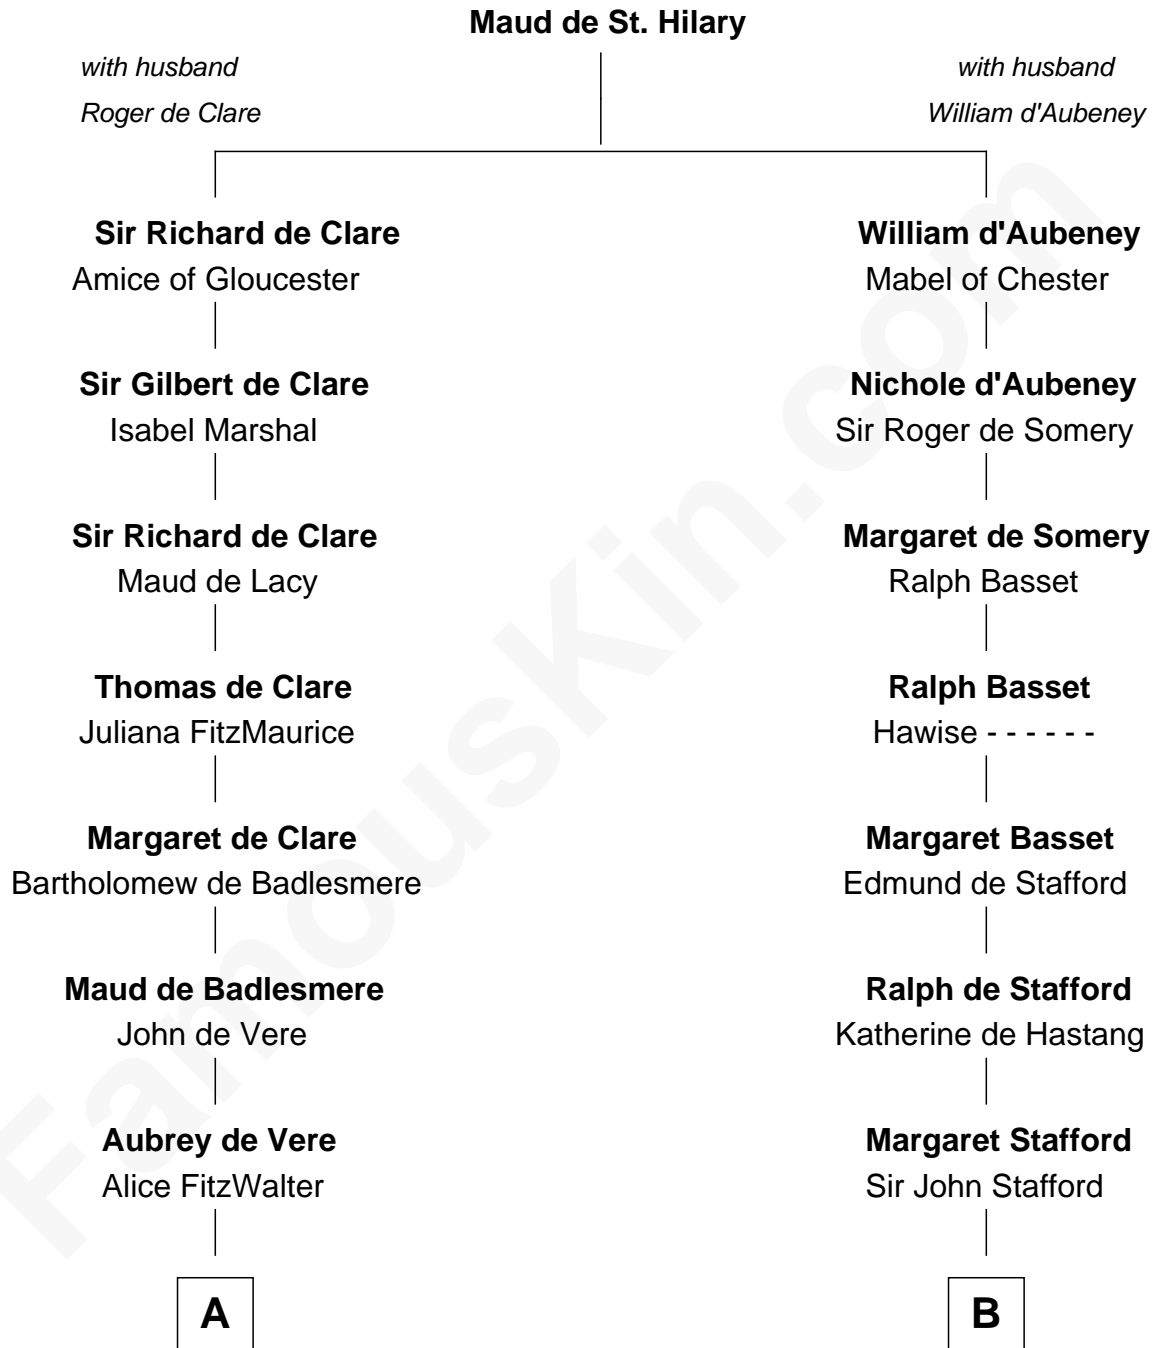 Maud de St. Hilary
with husband
Roger de Clare
with husband
William d'Aubeney
Sir Richard de Clare
Amice of Gloucester
William d'Aubeney
Mabel of Chester
Sir Gilbert de Clare
Isabel Marshal
Nichole d'Aubeney
Sir Roger de Somery
Sir Richard de Clare
Maud de Lacy
Margaret de Somery
Ralph Basset
Thomas de Clare
Juliana FitzMaurice
Ralph Basset
Hawise - - - - - -
Margaret de Clare
Bartholomew de Badlesmere
Margaret Basset
Edmund de Stafford
Maud de Badlesmere
John de Vere
Ralph de Stafford
Katherine de Hastang
Aubrey de Vere
Alice FitzWalter
Margaret Stafford
Sir John Stafford
A
B
FamousKin.com